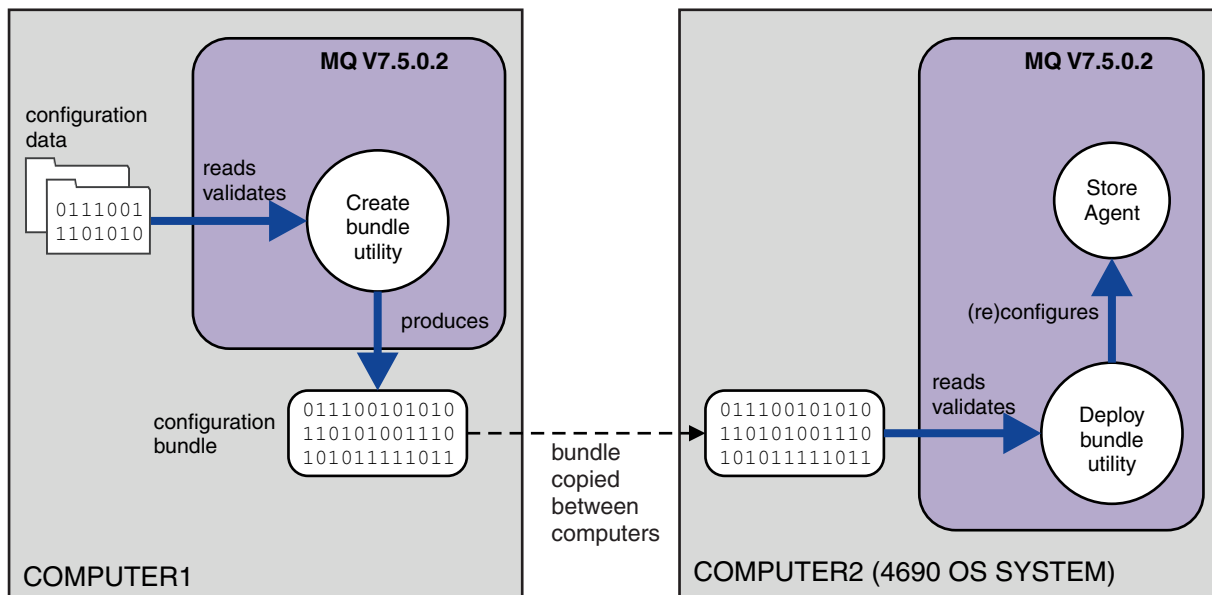 MQ V7.5.0.2
configuration
data
0111001
1101010
reads
validates
Create
bundle
utility
produces
configuration
bundle
011100101010
110101001110
101011111011
COMPUTER1
bundle
copied
between
computers
MQ V7.5.0.2
Store
Agent
(re)configures
011100101010
110101001110
101011111011
reads
validates
Deploy
bundle
utility
COMPUTER2 (4690 OS SYSTEM)